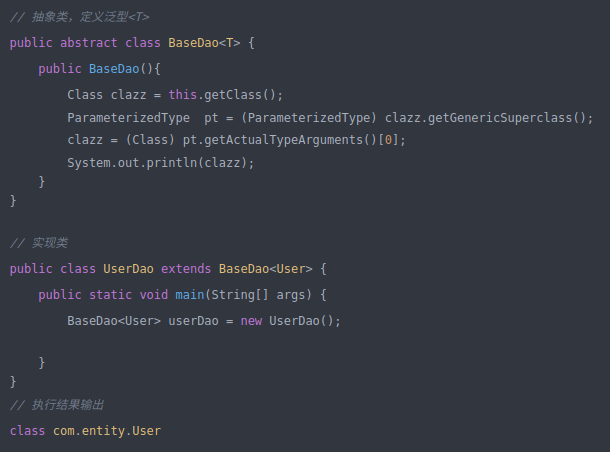 // 抽象类，定义泛型<T>
public abstract class BaseDao<T> {
    public BaseDao(){
        Class clazz = this.getClass();
        ParameterizedType  pt = (ParameterizedType) clazz.getGenericSuperclass();
        clazz = (Class) pt.getActualTypeArguments()[0];
        System.out.println(clazz);
    }
}
// 实现类
public class UserDao extends BaseDao<User> {
    public static void main(String[] args) {
        BaseDao<User> userDao = new UserDao();
    }
}
// 执行结果输出
class com.entity.User